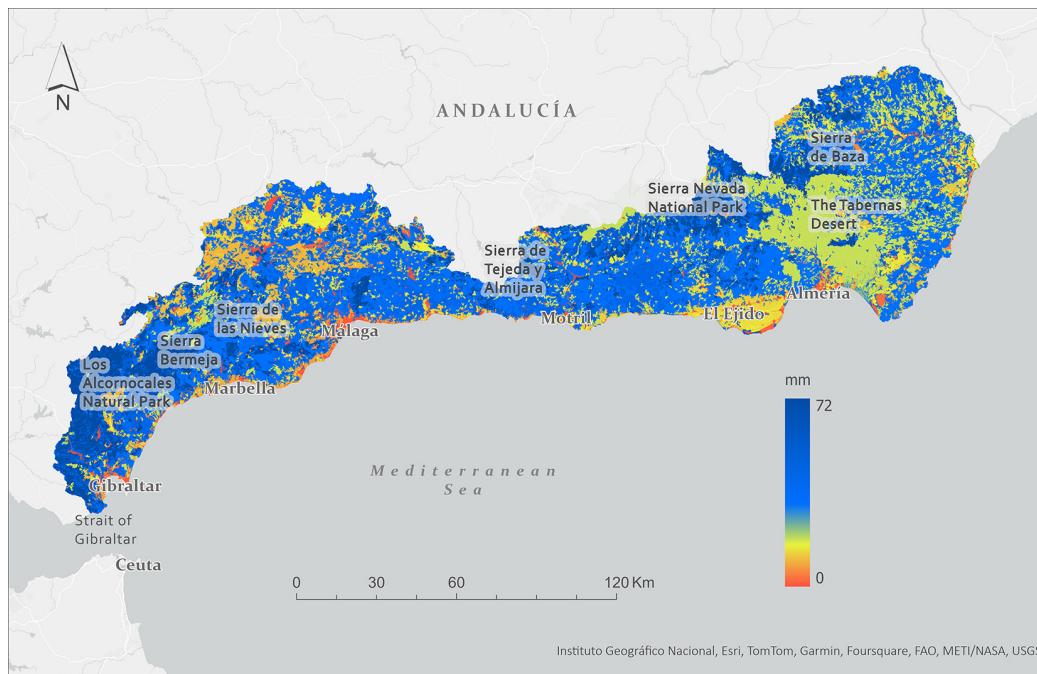 N
ANDALUCÍA
Sierra
de Baza
Sierra Nevada
National Park
The Tabernas
Desert
Sierra de
Tejeda y
Almijara
Almería
Motril
El Ejido
Sierra de
las Nieves
Málaga
Sierra
Bermeja
Los
Alcornocales
Natural Park
Marbella
mm
72
0
Mediterranean
Sea
Gibraltar
Strait of
Gibraltar
Ceuta
0 30 60 120 Km
Instituto Geográfico Nacional, Esri, TomTom, Garmin, Foursquare, FAO, METI/NASA, USGS